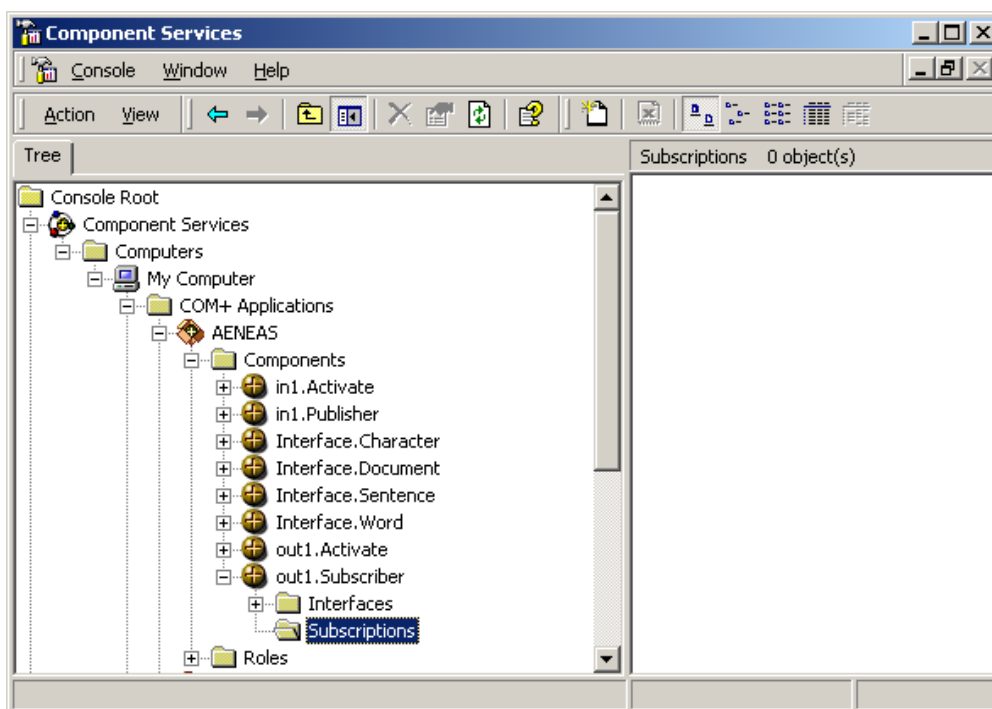 Component Services
Console Window Help
Action View
Tree
Subscriptions 0 object(s)
Console Root
Component Services
Computers
My Computer
COM+ Applications
AENEAS
Components
in1.Activate
in1.Publisher
Interface.Character
Interface.Document
Interface.Sentence
Interface.Word
out1.Activate
out1.Subscriber
Interfaces
Subscriptions
Roles